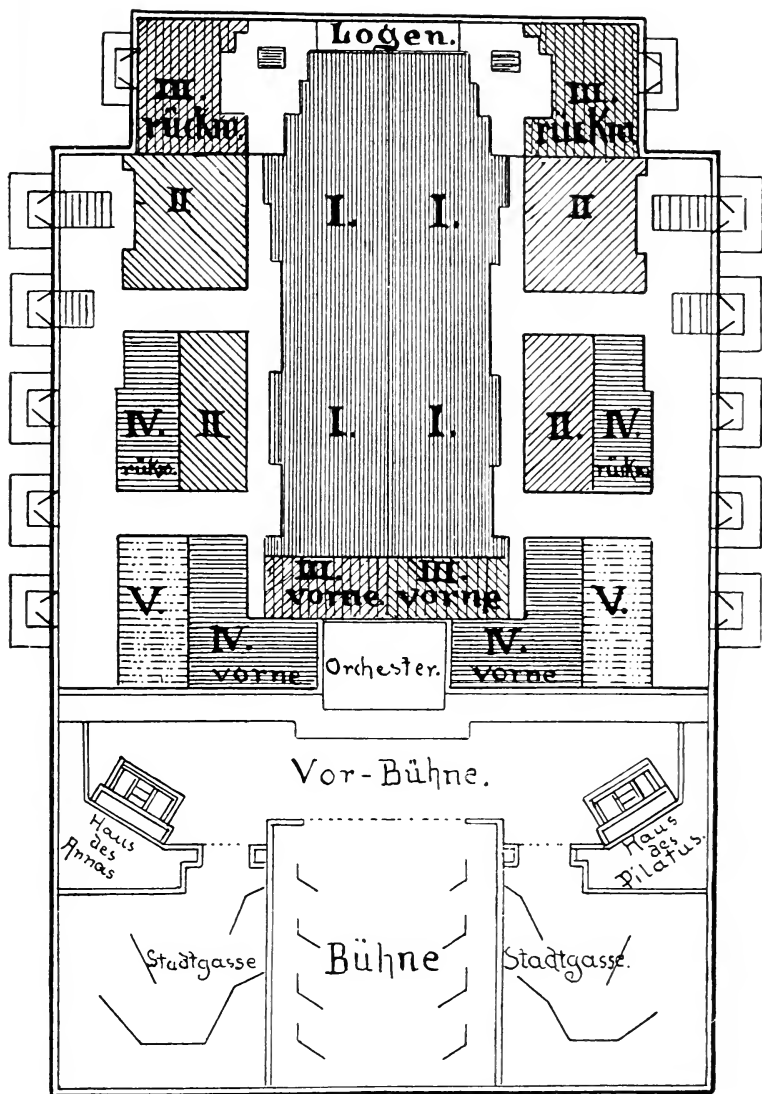 Logen.
III. rückw.
III. rückw.
II
I.
I.
II
IV. rückw.
II.
I.
I.
II.
IV. rückw.
III. vorne
III. vorne
V.
IV. vorne
Orchester.
IV. vorne
V.
Vor-Bühne.
Haus
des
Annas
Haus
des
Pilatus.
Stadtgasse
Bühne
Stadtgasse.